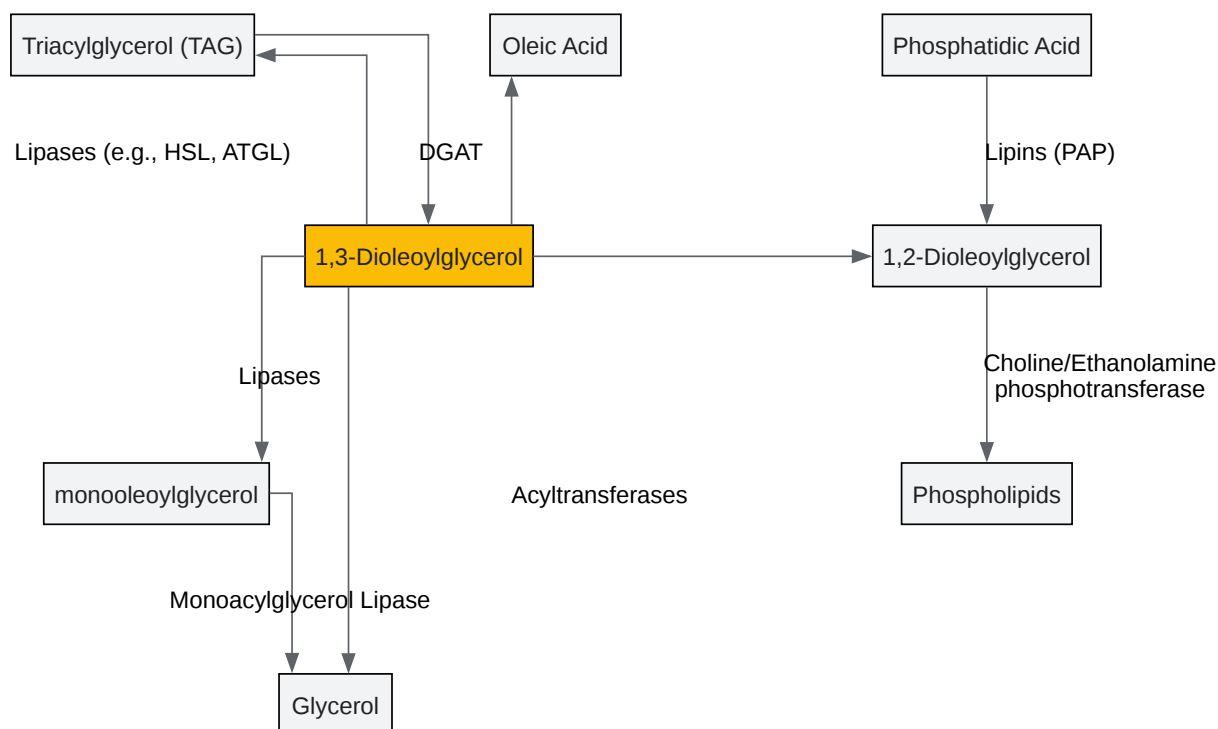 Triacylglycerol (TAG)
Oleic Acid
Phosphatidic Acid
Lipases (e.g., HSL, ATGL)
DGAT
Lipins (PAP)
1,3-Dioleoylglycerol
1,2-Dioleoylglycerol
Lipases
Choline/Ethanolamine
phosphotransferase
monooleoylglycerol
Acyltransferases
Phospholipids
Monoacylglycerol Lipase
Glycerol